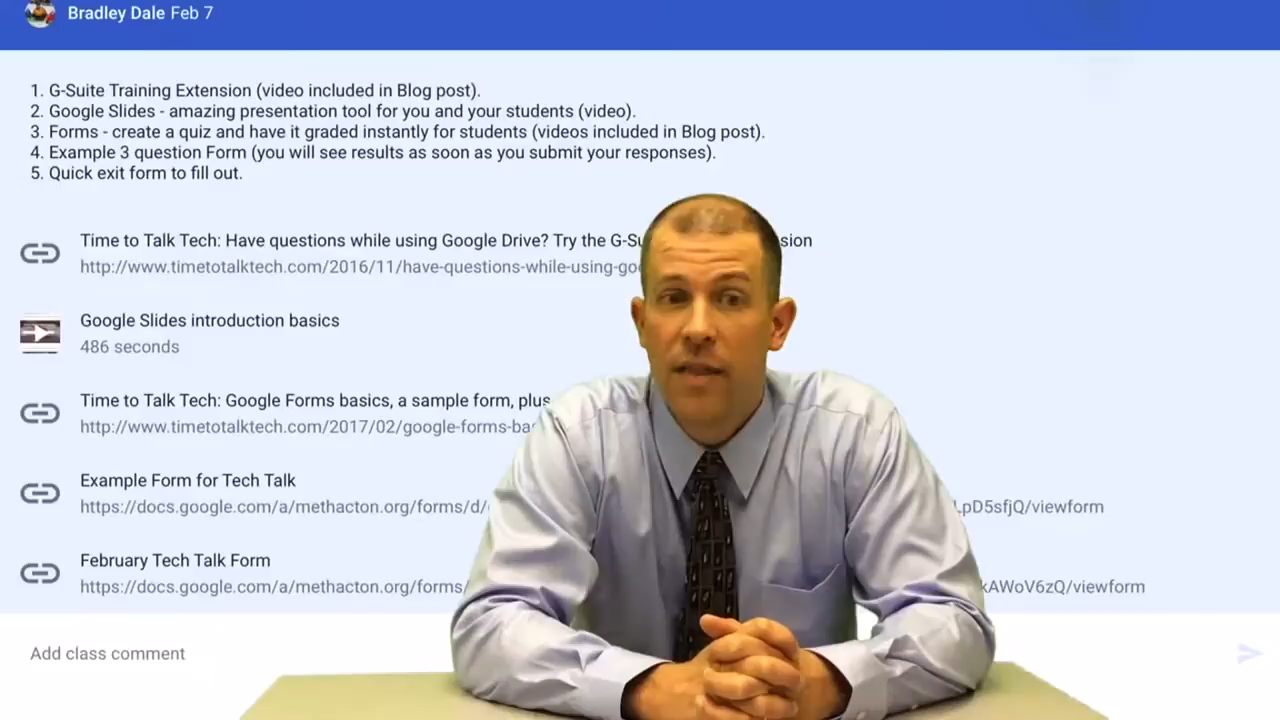 Bradley Dale Feb 7
1. G-Suite Training Extension (video included in Blog post).
2. Google Slides - amazing presentation tool for you and your students (video).
3. Forms - create a quiz and have it graded instantly for students (videos included in Blog post).
4. Example 3 question Form (you will see results as soon as you submit your responses).
5. Quick exit form to fill out.
Time to Talk Tech: Have questions while using Google Drive? Try the G-Su sion
http://www.timetotalktech.com/2016/11/have-questions-while-using-goo
Google Slides introduction basics
486 seconds
Time to Talk Tech: Google Forms basics, a sample form, plus
http://www.timetotalktech.com/2017/02/google-forms-ba
Example Form for Tech Talk
https://docs.google.com/a/methacton.org/forms/d/ LpD5sfjQ/viewform
February Tech Talk Form
https://docs.google.com/a/methacton.org/forms/ kAWoV6zQ/viewform
Add class comment